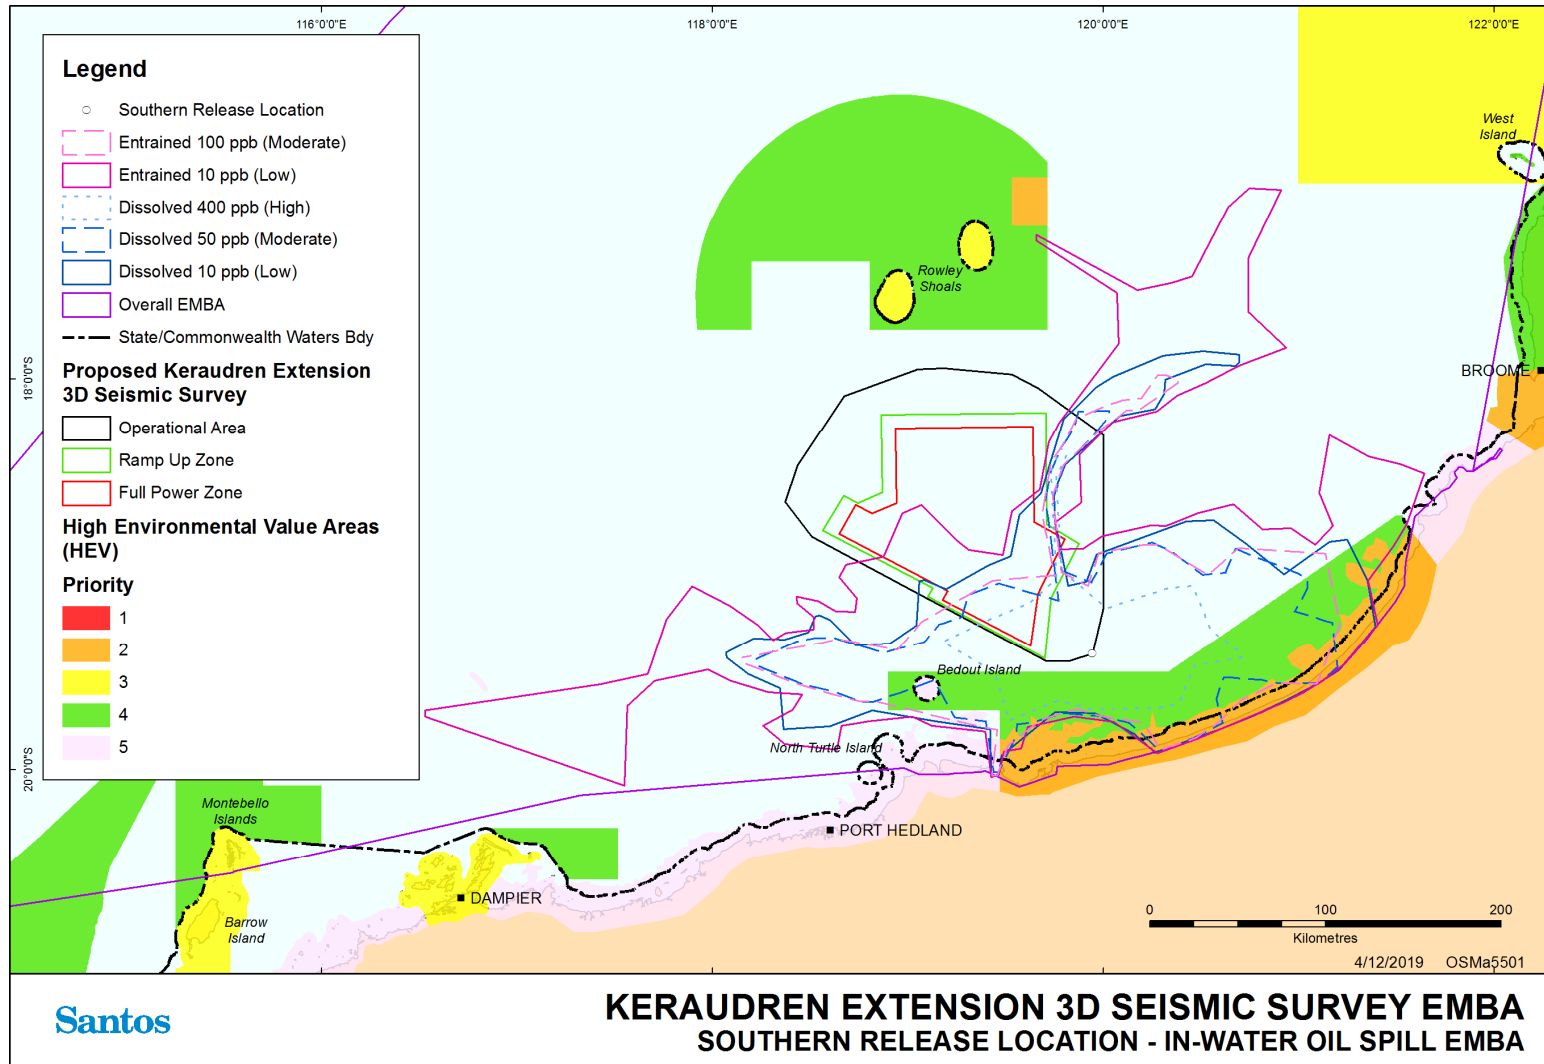 116°0'0"E
118°0'0"E
120°0'0"E
122°0'0"E
Legend
Southern Release Location
Entrained 100 ppb (Moderate)
Entrained 10 ppb (Low)
Dissolved 400 ppb (High)
Dissolved 50 ppb (Moderate)
Dissolved 10 ppb (Low)
Overall EMBA
State/Commonwealth Waters Bdy
Proposed Keraudren Extension
3D Seismic Survey
Operational Area
Ramp Up Zone
Full Power Zone
High Environmental Value Areas
(HEV)
Priority
1
2
3
4
5
18°0'0"S
20°0'0"S
West
Island
Rowley
Shoals
BROOME
Bedout Island
North Turtle Island
Montebello
Islands
PORT HEDLAND
DAMPIER
Barrow
Island
0
100
200
Kilometres
4/12/2019 OSMa5501
Santos
KERAUDREN EXTENSION 3D SEISMIC SURVEY EMBA
SOUTHERN RELEASE LOCATION - IN-WATER OIL SPILL EMBA